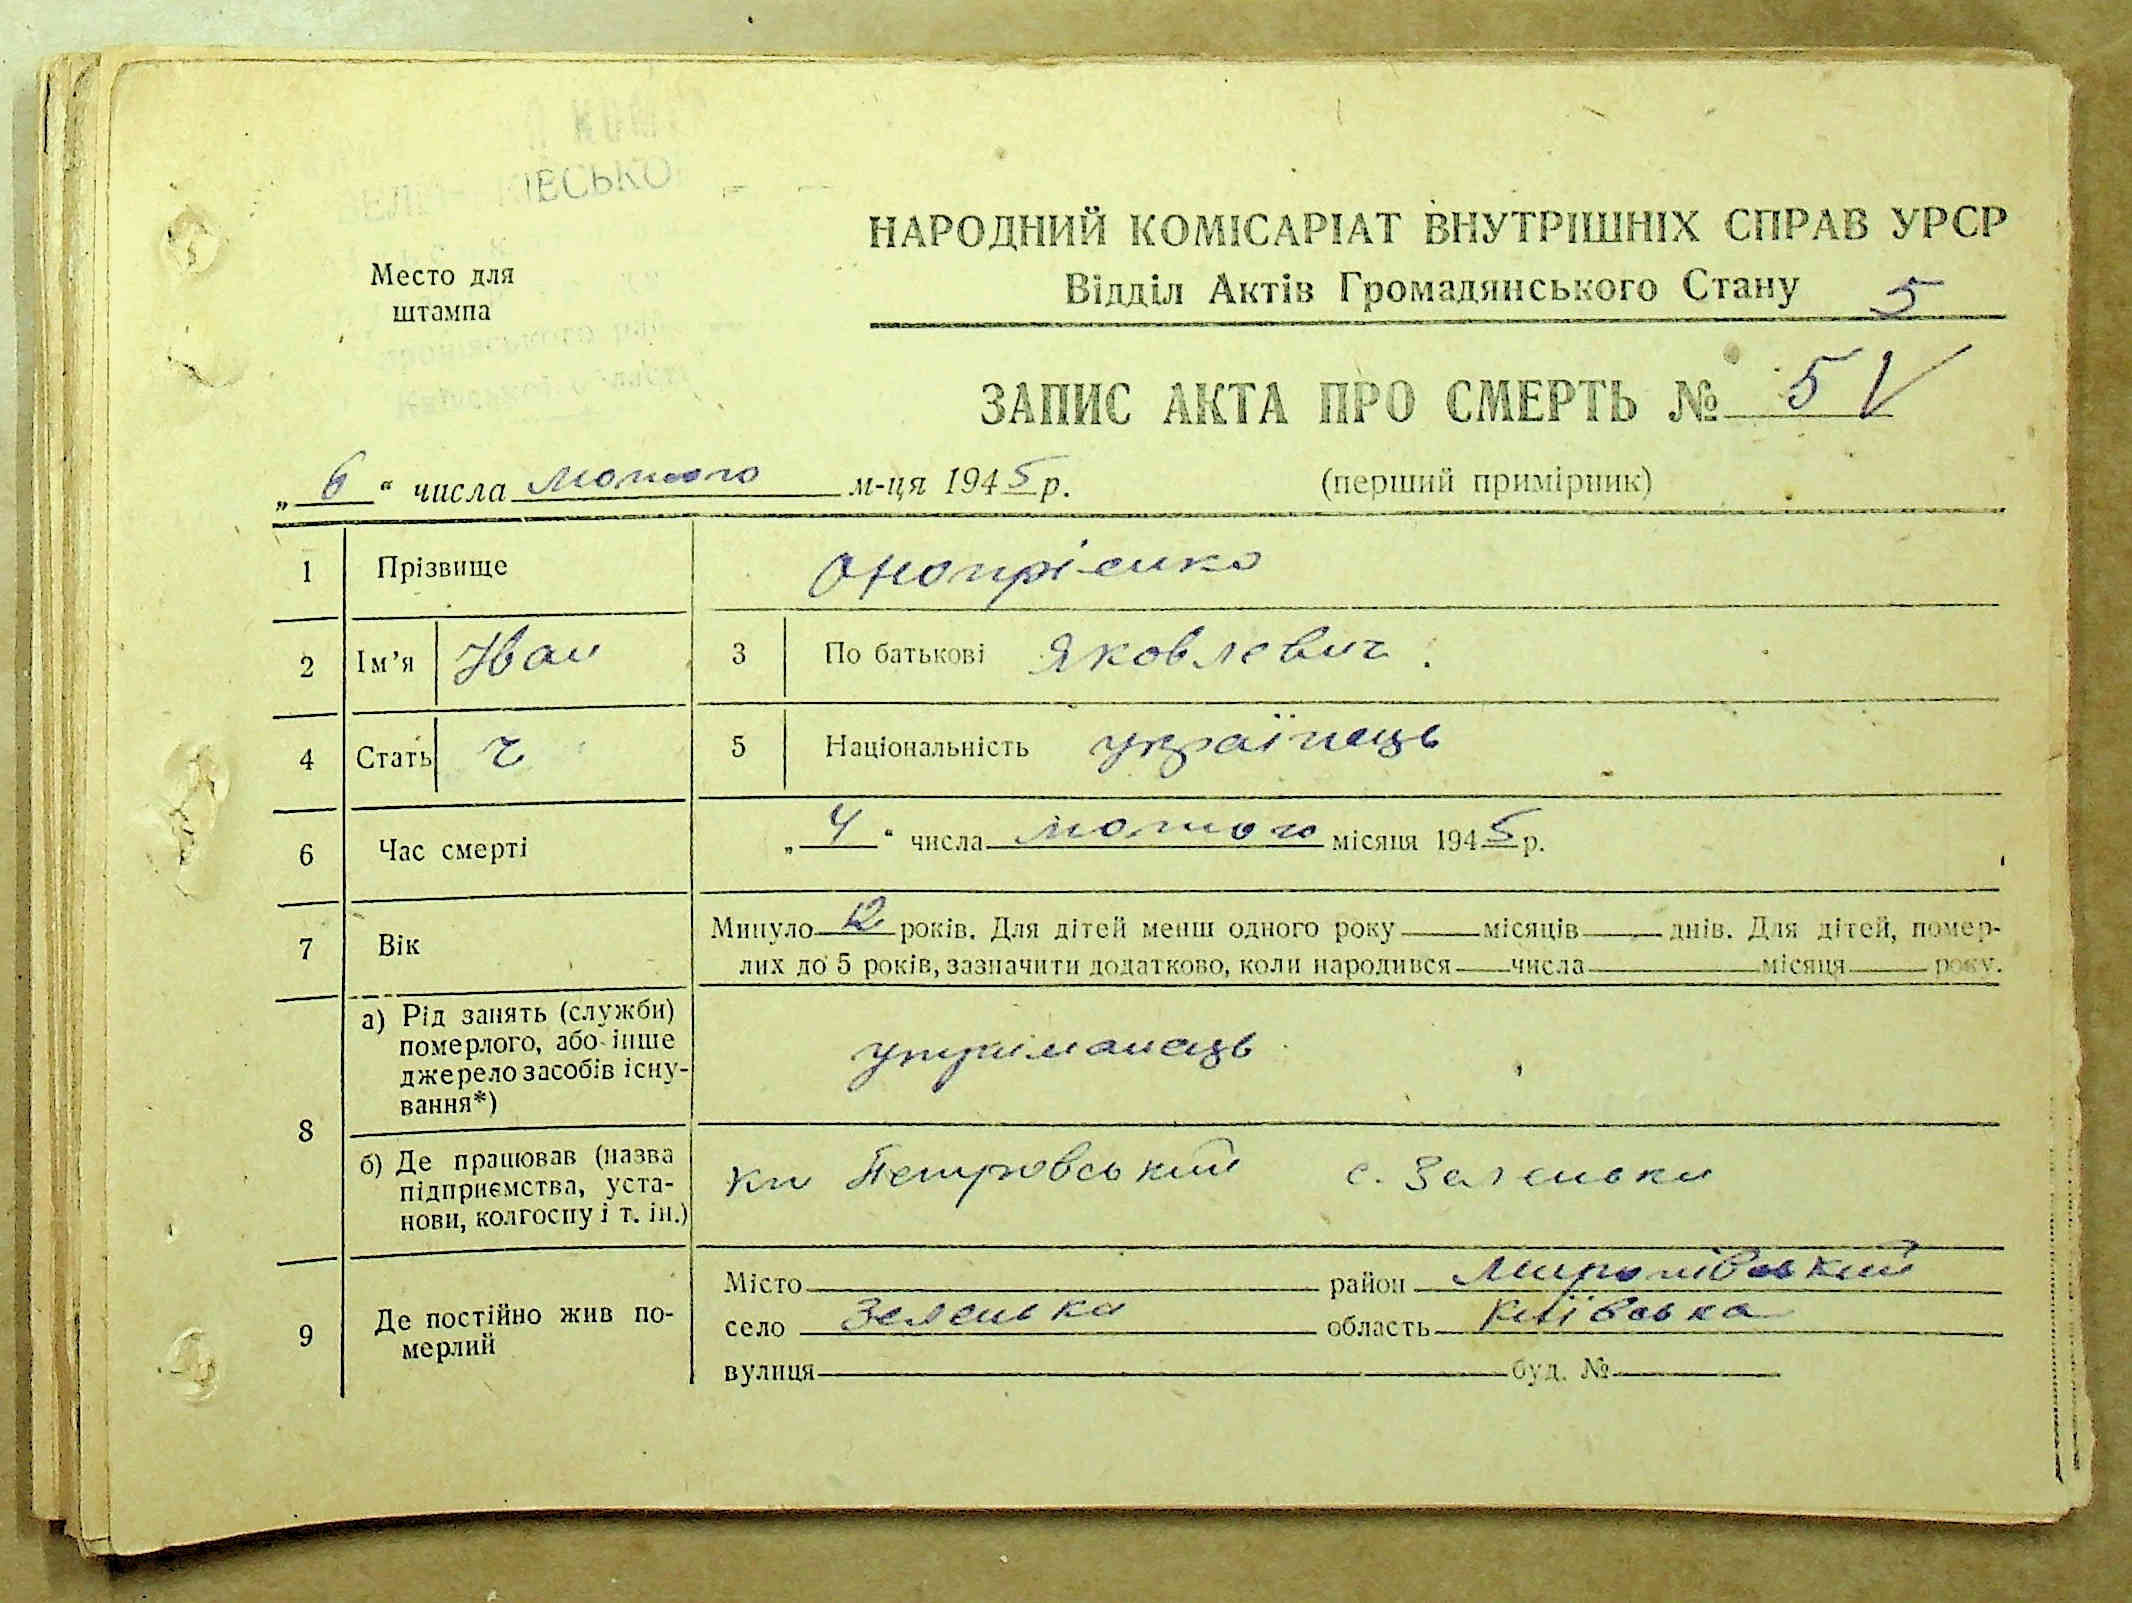 ІЄСЬКО
НАРОДНИЙ КОМІСАРІАТ ВНУТРІШНІХ СПРАВ УРСР
Место для
штампа
Відділ Актів Громадянського Стану 5
ЗАПИС АКТА ПРО СМЕРТЬ № 5
„ 6 “ числа лютого м-ця 1945 р. (перший примірник)
1 Прізвище Онопрієнко
2 Ім’я Іван 3 По батькові Яковлевич
4 Стать ч 5 Національність українець
6 Час смерті „ 4 “ числа лютого місяця 1945 р.
7 Вік Минуло 12 років. Для дітей менш одного року місяців днів. Для дітей, помер-
лих до 5 років, зазначити додатково, коли народився числа місяця року.
8 а) Рід занять (служби)
померлого, або інше
джерело засобів існу-
вання*)
утріманець
б) Де працював (назва
підприємства, уста-
нови, колгоспу і т. ін.)
кп Петровський с. Зеленьки
9 Де постійно жив по-
мерлий
Місто район Миронівський
село Зеленька область Київська
вулиця буд. №